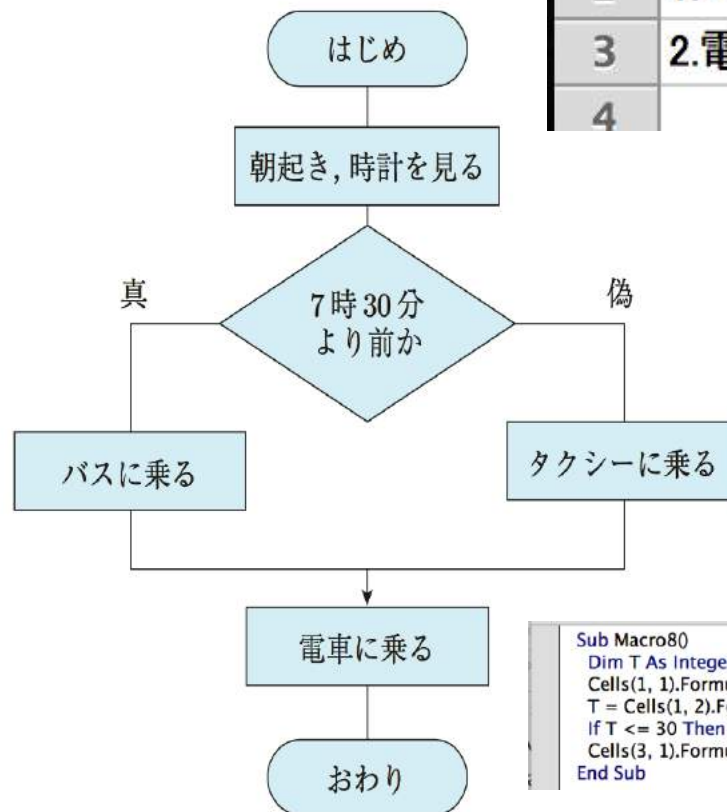 はじめ
3 2.電
4
朝起き,時計を見る
真
7時30分
より前か
偽
バスに乗る
タクシーに乗る
電車に乗る
Sub Macro8()
Dim T As Intege
Cells(1, 1).Formu
T = Cells(1, 2).F
If T <= 30 Then
Cells(3, 1).Formu
End Sub
おわり